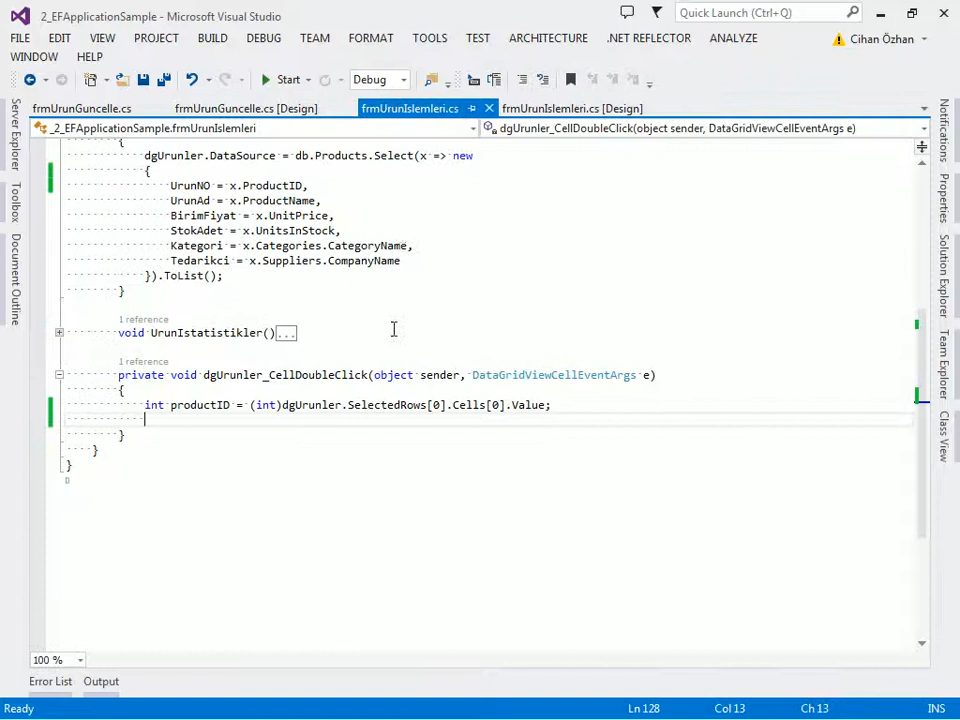 2_EFApplicationSample - Microsoft Visual Studio
Quick Launch (Ctrl+Q)
FILE EDIT VIEW PROJECT BUILD DEBUG TEAM FORMAT TOOLS TEST ARCHITECTURE .NET REFLECTOR ANALYZE
Cihan Özhan
WINDOW HELP
Start Debug
frmUrunGuncelle.cs frmUrunGuncelle.cs [Design] frmUrunIslemleri.cs frmUrunIslemleri.cs [Design]
_2_EFApplicationSample.frmUrunIslemleri dgUrunler_CellDoubleClick(object sender, DataGridViewCellEventArgs e)
Server Explorer
Toolbox
Document Outline
{
dgUrunler.DataSource = db.Products.Select(x => new
{
UrunNO = x.ProductID,
UrunAd = x.ProductName,
BirimFiyat = x.UnitPrice,
StokAdet = x.UnitsInStock,
Kategori = x.Categories.CategoryName,
Tedarikci = x.Suppliers.CompanyName
}).ToList();
}
1 reference
void UrunIstatistikler()...
1 reference
private void dgUrunler_CellDoubleClick(object sender, DataGridViewCellEventArgs e)
{
int productID = (int)dgUrunler.SelectedRows[0].Cells[0].Value;
}
}
}
Notifications
Properties
Solution Explorer
Team Explorer
Class View
100 %
Error List Output
Ready Ln 128 Col 13 Ch 13 INS